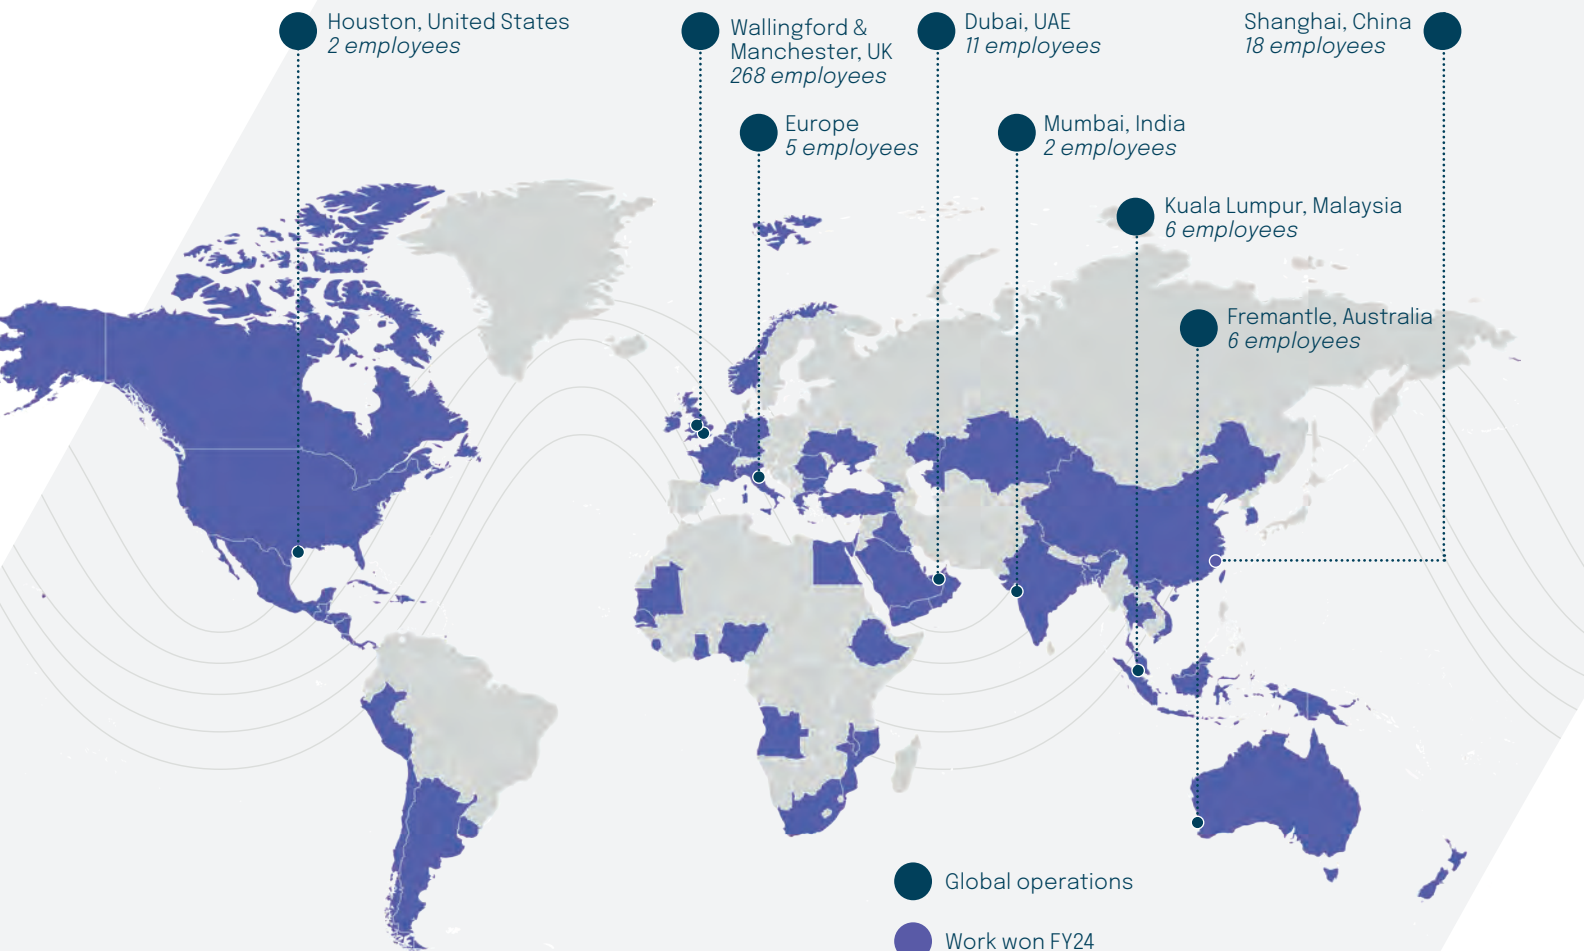 Houston, United States
2 employees
Wallingford &
Manchester, UK
268 employees
Dubai, UAE
11 employees
Shanghai, China
18 employees
Europe
5 employees
Mumbai, India
2 employees
Kuala Lumpur, Malaysia
6 employees
Fremantle, Australia
6 employees
Global operations
Work won FY24